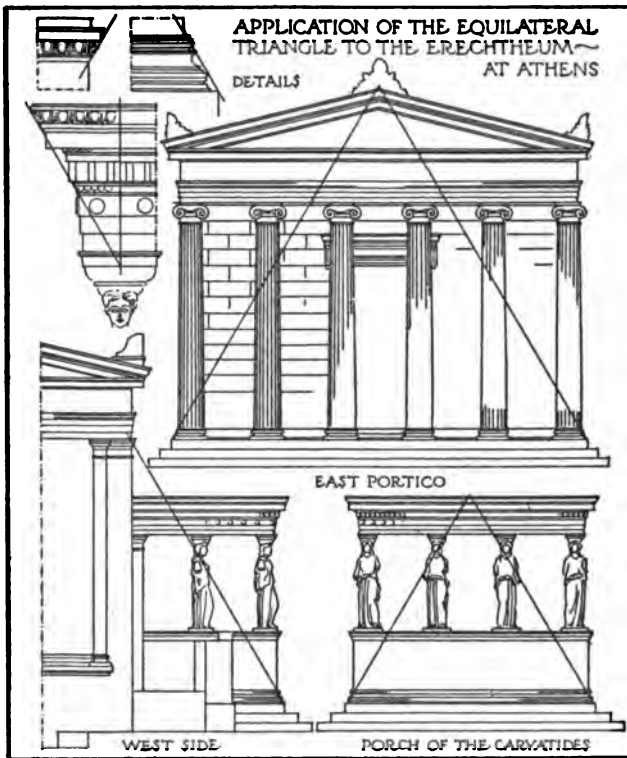 APPLICATION OF THE EQUILATERAL
TRIANGLE TO THE ERECHTHEUM~
AT ATHENS
DETAILS
EAST PORTICO
WEST SIDE
PORCH OF THE CARYATIDES